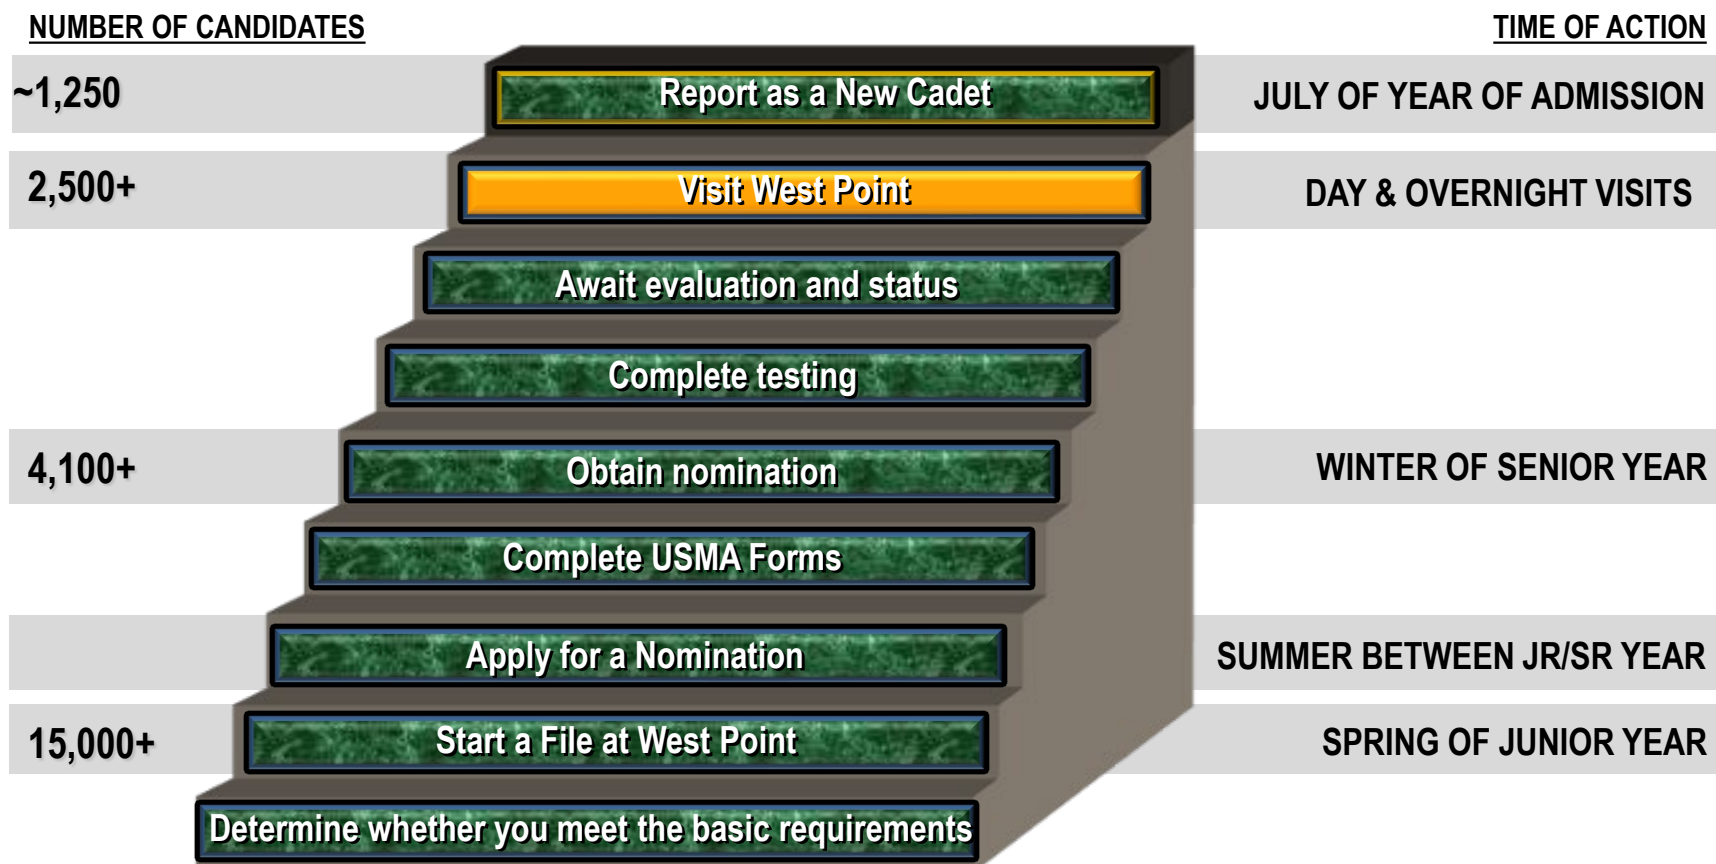 NUMBER OF CANDIDATES
TIME OF ACTION
~1,250
Report as a New Cadet
JULY OF YEAR OF ADMISSION
2,500+
Visit West Point
DAY & OVERNIGHT VISITS
Await evaluation and status
Complete testing
4,100+
Obtain nomination
WINTER OF SENIOR YEAR
Complete USMA Forms
Apply for a Nomination
SUMMER BETWEEN JR/SR YEAR
15,000+
Start a File at West Point
SPRING OF JUNIOR YEAR
Determine whether you meet the basic requirements